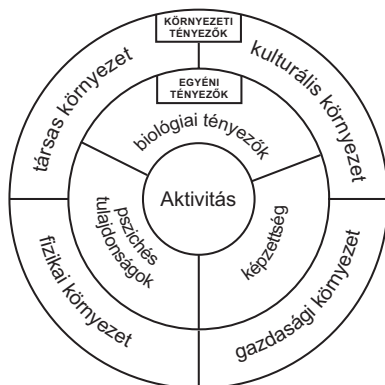 KÖRNYEZETI
TÉNYEZŐK
társas környezet
kulturális környezet
EGYÉNI
TÉNYEZŐK
biológiai tényezők
Aktivitás
pszichés
tulajdonságok
képzettség
fizikai környezet
gazdasági környezet